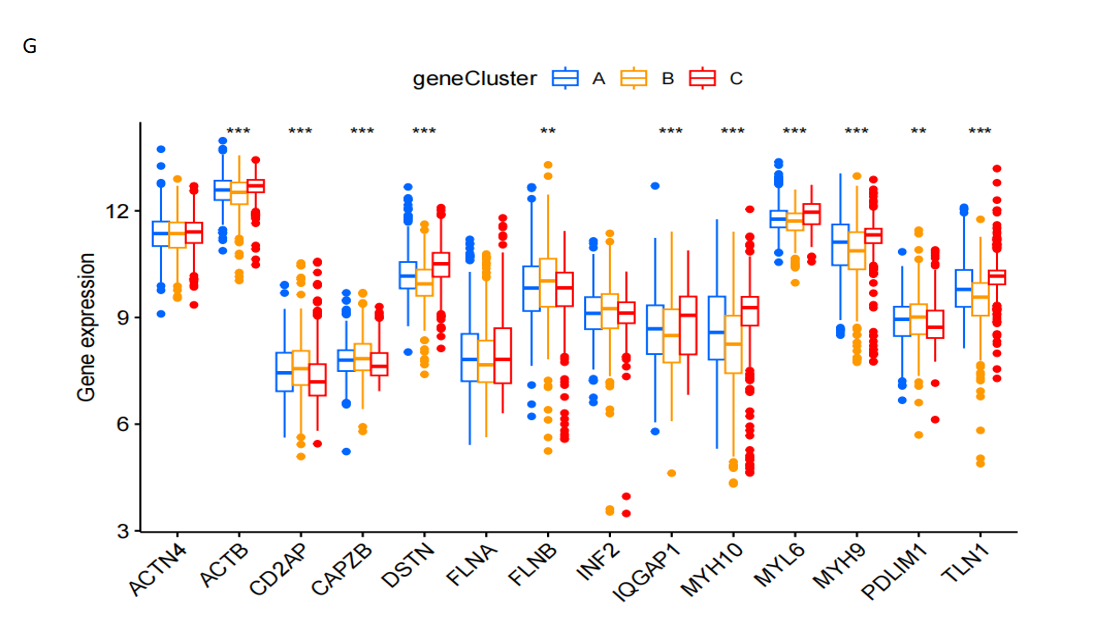 G
geneCluster A B C
*** *** *** *** ** *** *** *** *** ** ***
Gene expression
12
9
6
3
ACTN4 ACTB CD2AP CAPZB DSTN FLNA FLNB INF2 IQGAP1 MYH10 MYL6 MYH9 PDLIM1 TLN1